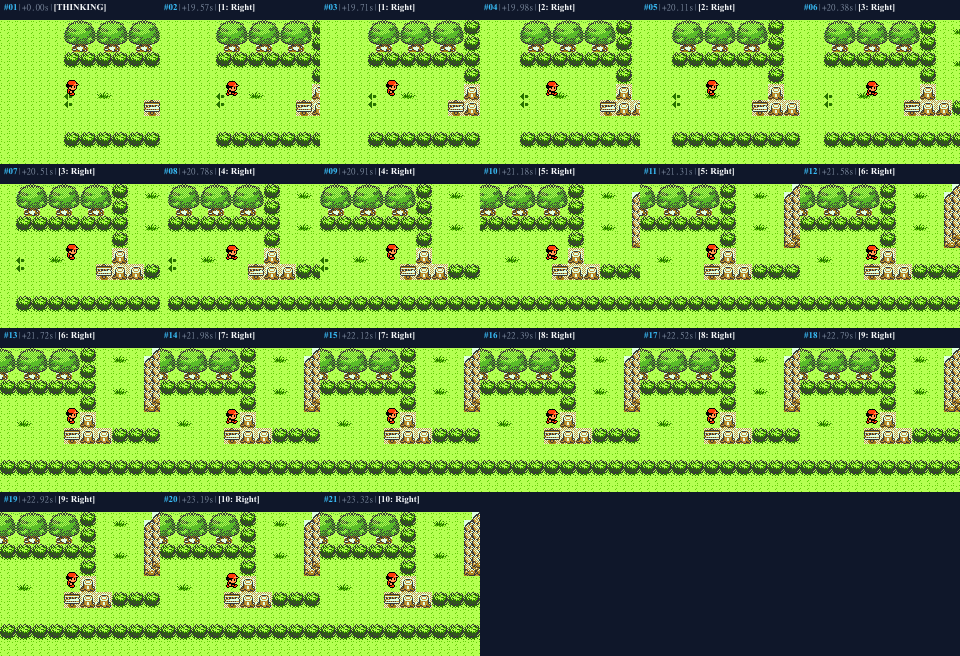 #01 | +0.00s | [THINKING]
#02 | +19.57s | [1: Right]
#03 | +19.71s | [1: Right]
#04 | +19.98s | [2: Right]
#05 | +20.11s | [2: Right]
#06 | +20.38s | [3: Right]
#07 | +20.51s | [3: Right]
#08 | +20.78s | [4: Right]
#09 | +20.91s | [4: Right]
#10 | +21.18s | [5: Right]
#11 | +21.31s | [5: Right]
#12 | +21.58s | [6: Right]
#13 | +21.72s | [6: Right]
#14 | +21.98s | [7: Right]
#15 | +22.12s | [7: Right]
#16 | +22.39s | [8: Right]
#17 | +22.52s | [8: Right]
#18 | +22.79s | [9: Right]
#19 | +22.92s | [9: Right]
#20 | +23.19s | [10: Right]
#21 | +23.32s | [10: Right]